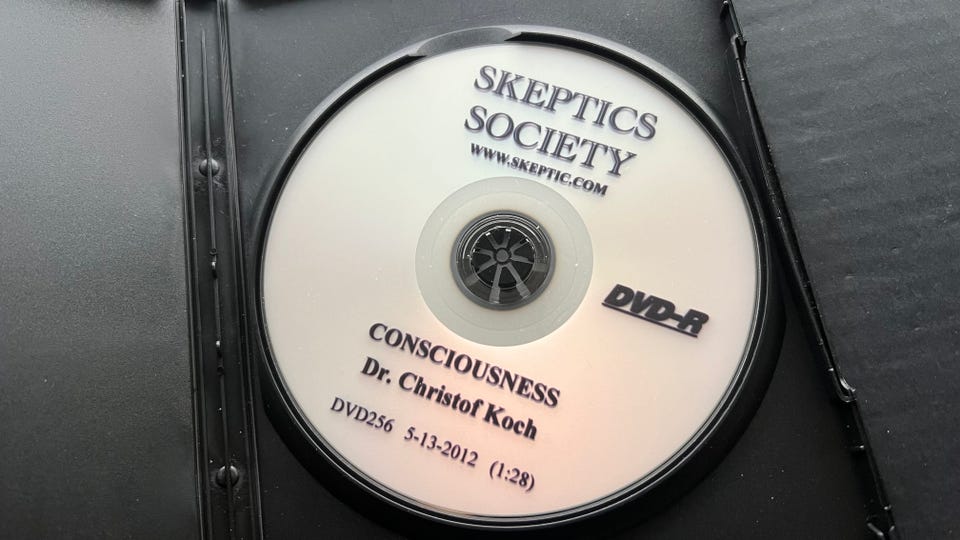 SKEPTICS
SOCIETY
WWW.SKEPTIC.COM
DVD-R
CONSCIOUSNESS
Dr. Christof Koch
DVD256 5-13-2012 (1:28)